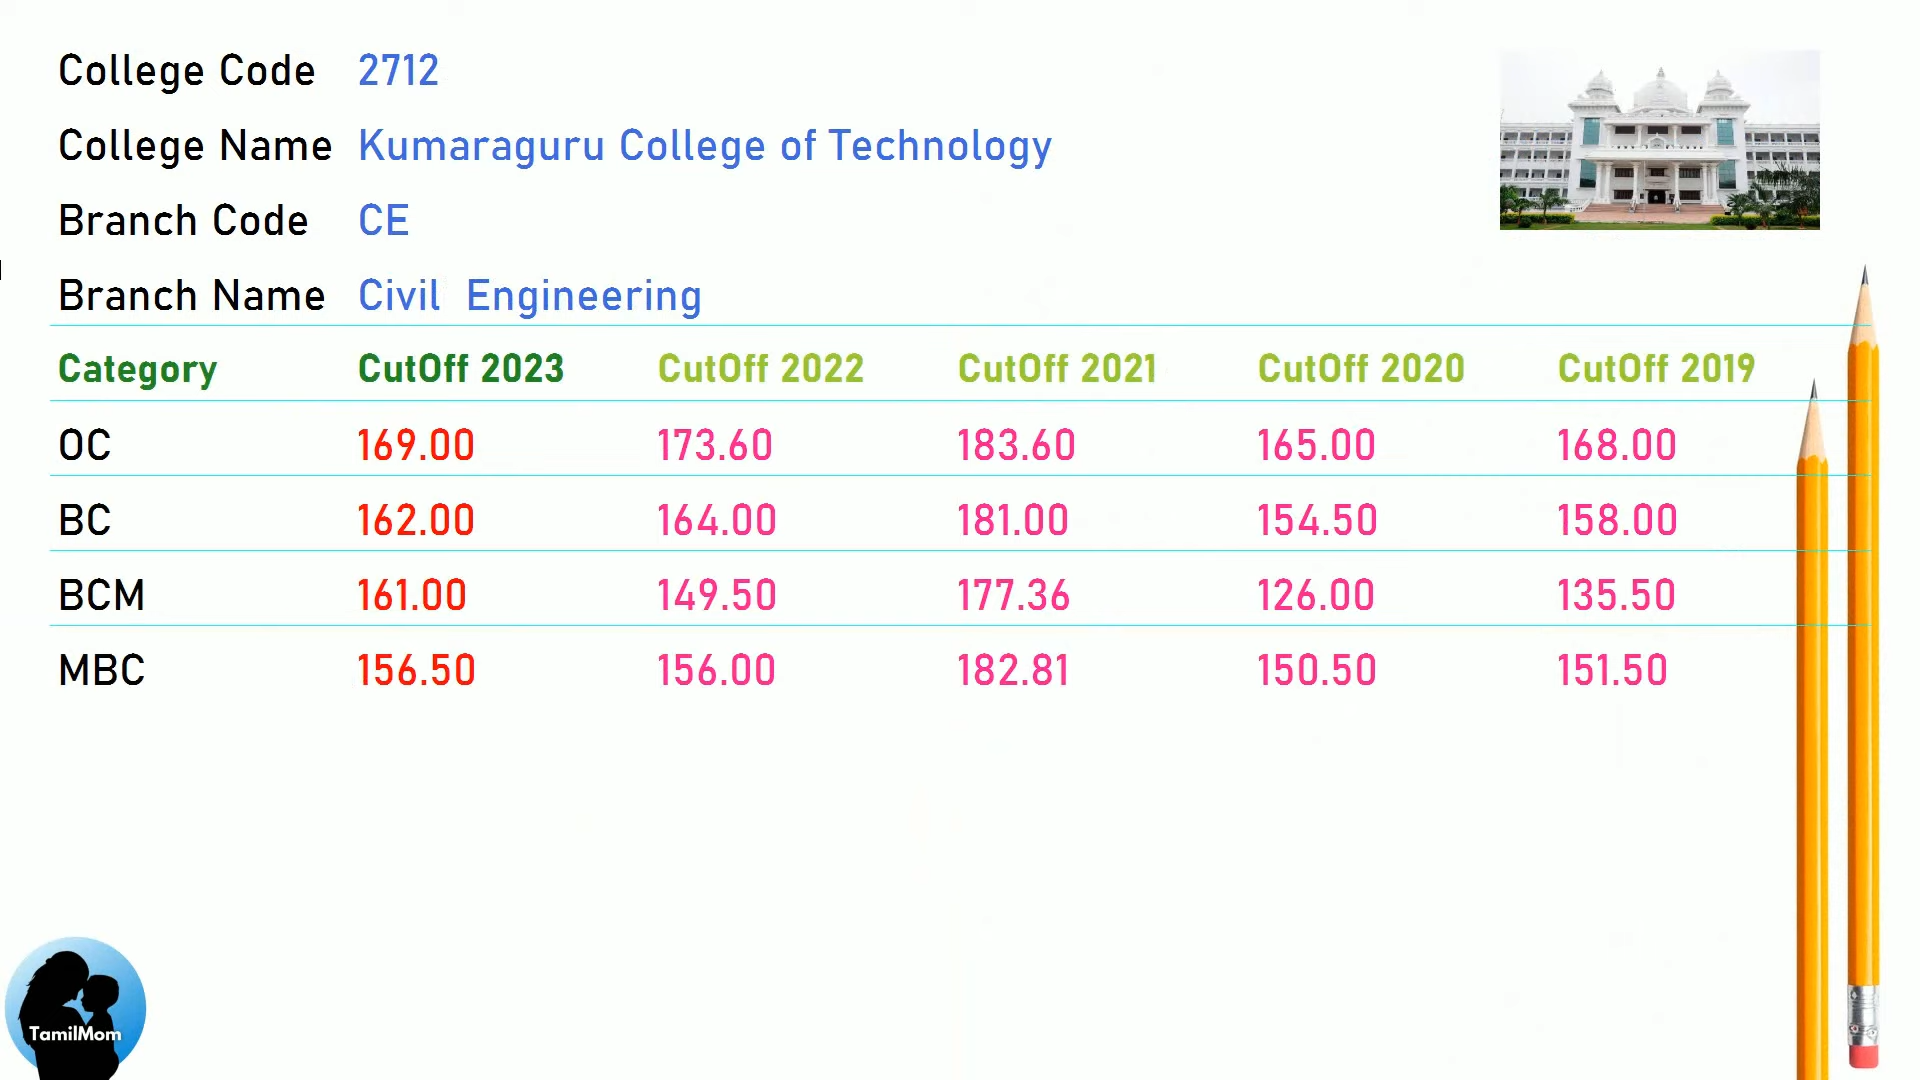 College Code 2712
College Name Kumaraguru College of Technology
Branch Code CE
Branch Name Civil Engineering
Category CutOff 2023 CutOff 2022 CutOff 2021 CutOff 2020 CutOff 2019
OC 169.00 173.60 183.60 165.00 168.00
BC 162.00 164.00 181.00 154.50 158.00
BCM 161.00 149.50 177.36 126.00 135.50
MBC 156.50 156.00 182.81 150.50 151.50
TamilMom